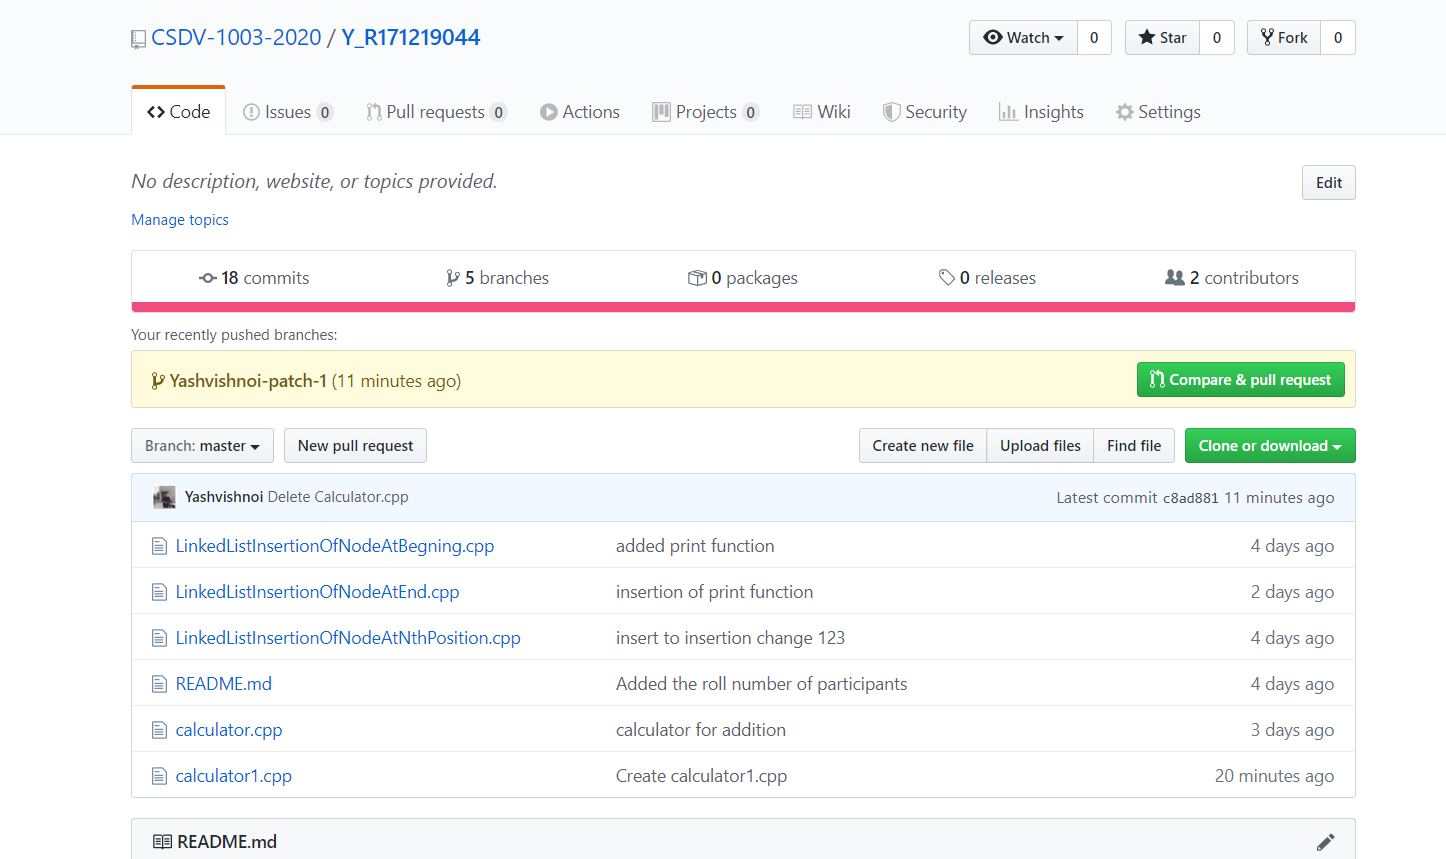 CSDV-1003-2020 / Y_R171219044
Watch 0 Star 0 Fork 0
Code Issues 0 Pull requests 0 Actions Projects 0 Wiki Security Insights Settings
No description, website, or topics provided. Edit
Manage topics
18 commits 5 branches 0 packages 0 releases 2 contributors
Your recently pushed branches:
Yashvishnoi-patch-1 (11 minutes ago) Compare & pull request
Branch: master New pull request Create new file Upload files Find file Clone or download
Yashvishnoi Delete Calculator.cpp Latest commit c8ad881 11 minutes ago
LinkedListInsertionOfNodeAtBegning.cpp added print function 4 days ago
LinkedListInsertionOfNodeAtEnd.cpp insertion of print function 2 days ago
LinkedListInsertionOfNodeAtNthPosition.cpp insert to insertion change 123 4 days ago
README.md Added the roll number of participants 4 days ago
calculator.cpp calculator for addition 3 days ago
calculator1.cpp Create calculator1.cpp 20 minutes ago
README.md